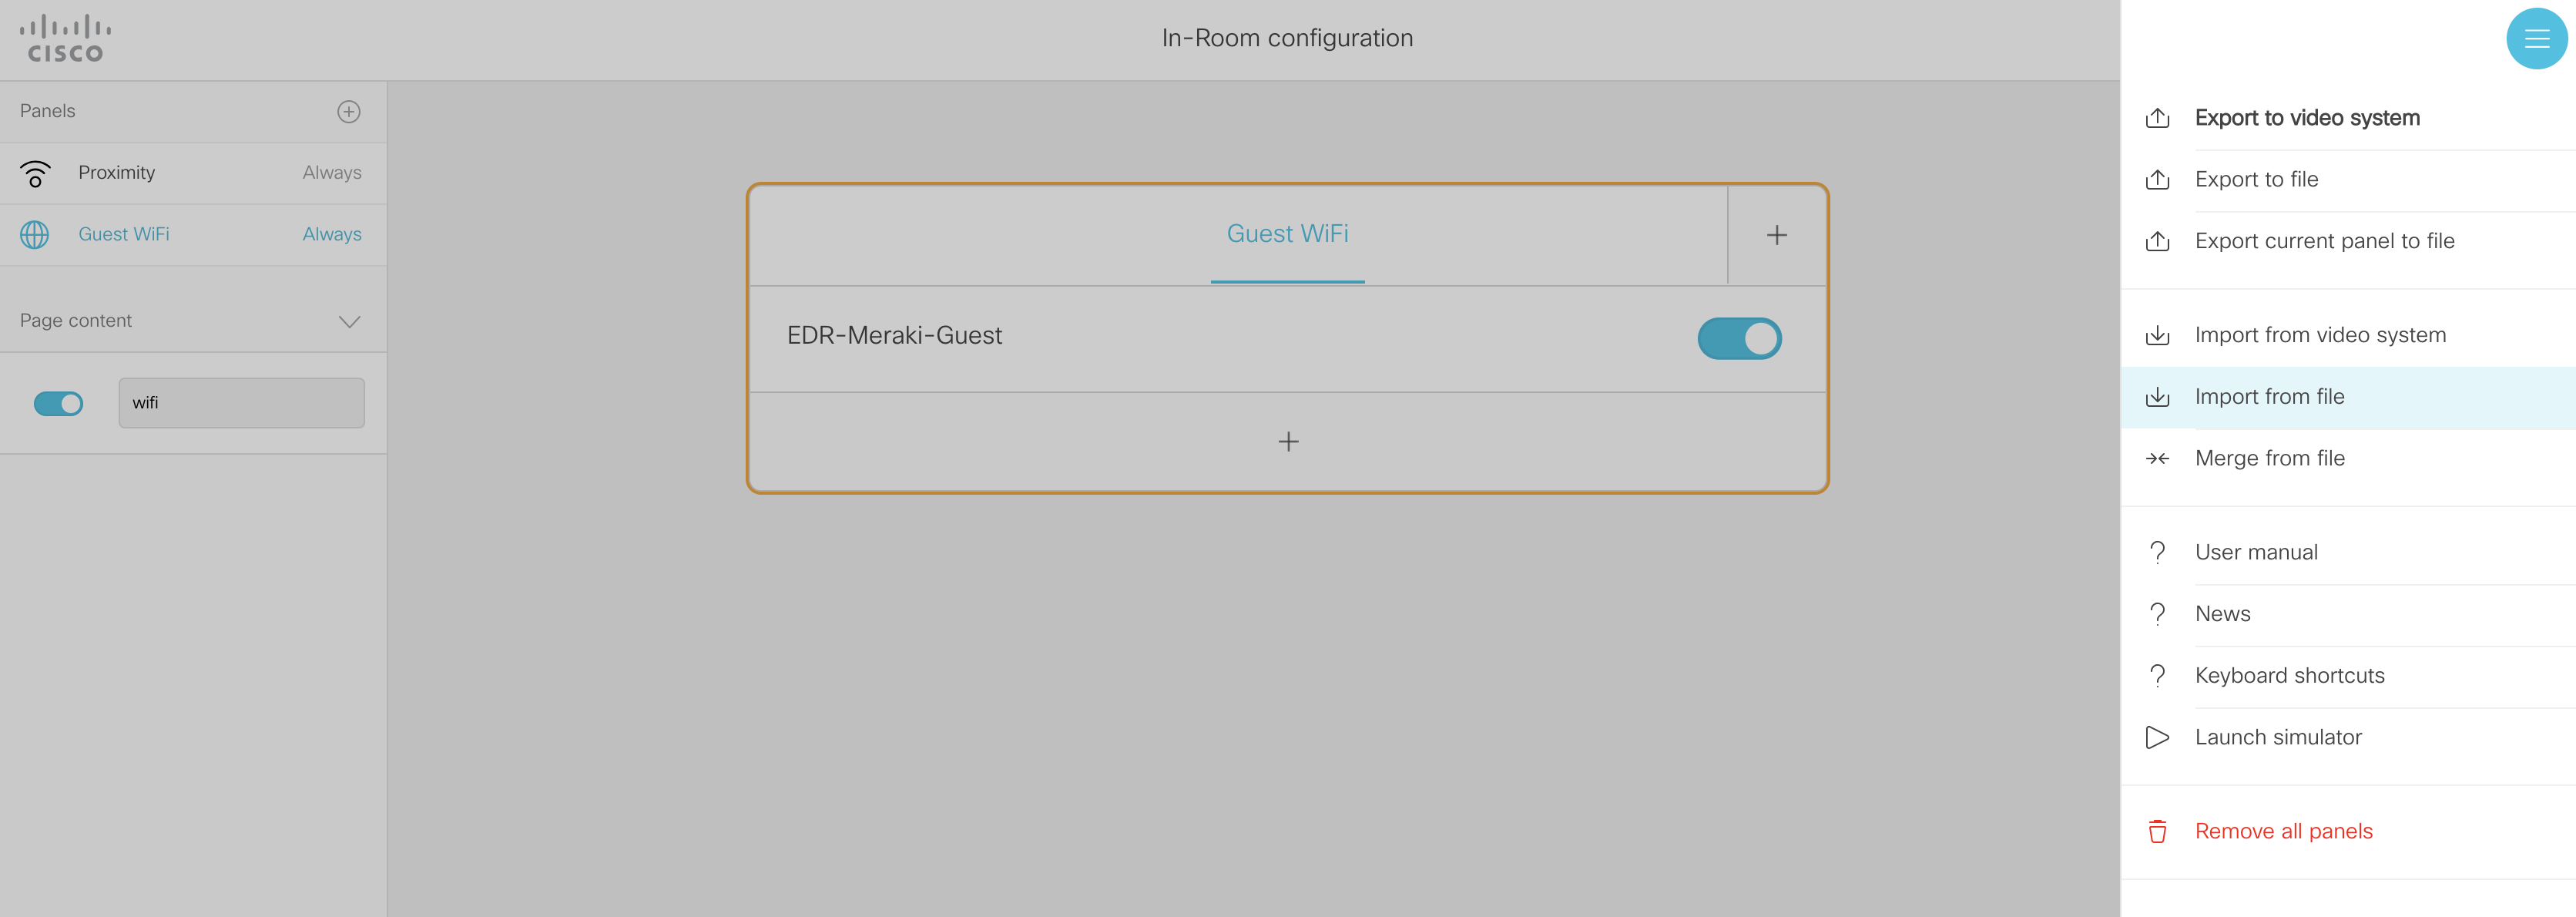 CISCO
In-Room configuration
Panels
Proximity Always
Guest WiFi Always
Page content
wifi
Guest WiFi
EDR-Meraki-Guest
Export to video system
Export to file
Export current panel to file
Import from video system
Import from file
Merge from file
User manual
News
Keyboard shortcuts
Launch simulator
Remove all panels